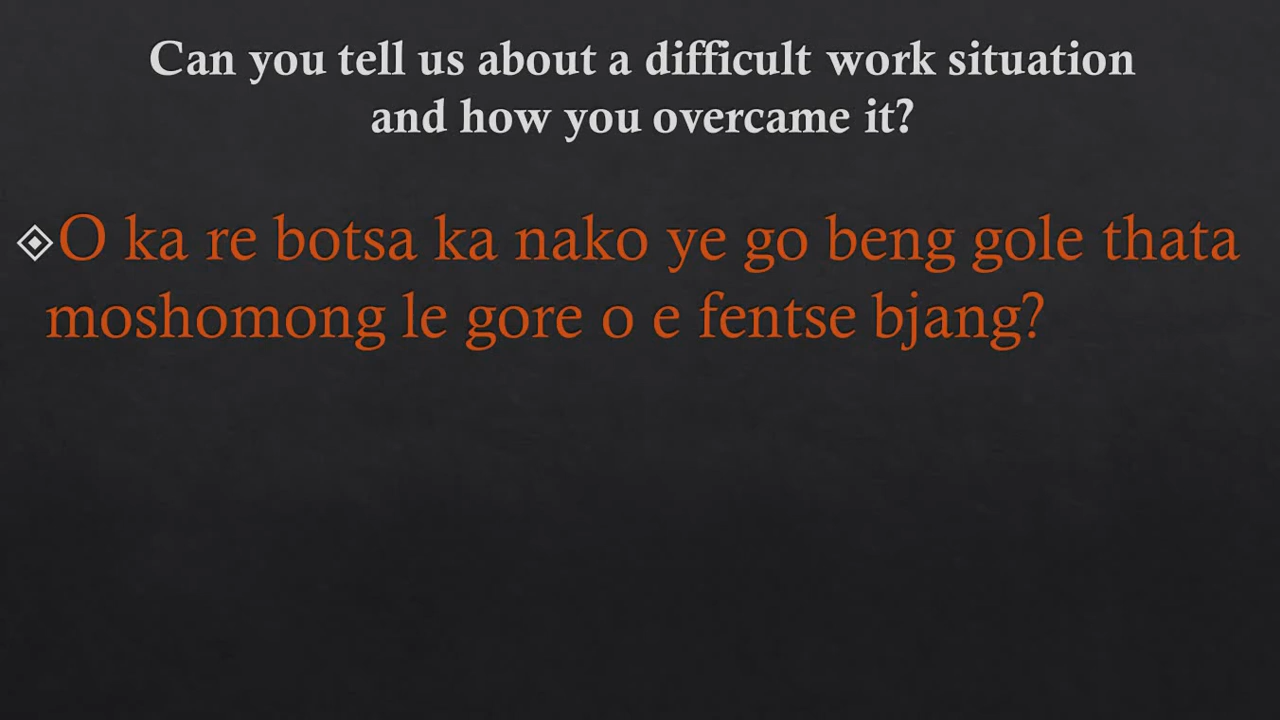 Can you tell us about a difficult work situation
and how you overcame it?
O ka re botsa ka nako ye go beng gole thata
moshomong le gore o e fentse bjang?